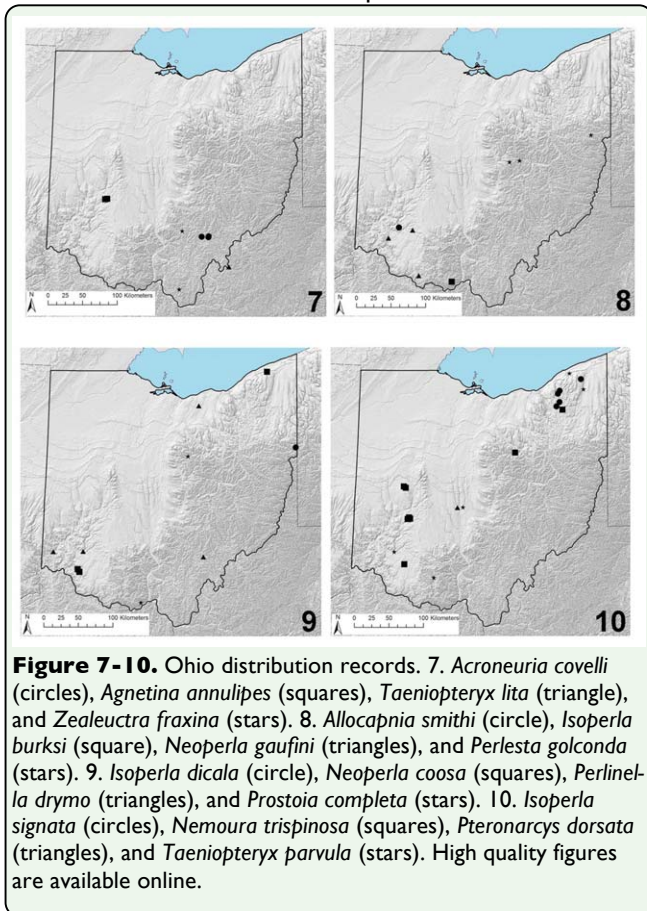 N
0 25 50 100 Kilometers
7
N
0 25 50 100 Kilometers
8
N
0 25 50 100 Kilometers
9
N
0 25 50 100 Kilometers
10
Figure 7-10. Ohio distribution records. 7. Acroneuria covelli
(circles), Agnetina annulipes (squares), Taeniopteryx lita (triangle),
and Zealeuctra fraxina (stars). 8. Allocapnia smithi (circle), Isoperla
burksi (square), Neoperla gaufini (triangles), and Perlesta golconda
(stars). 9. Isoperla dicala (circle), Neoperla coosa (squares), Perlinel-
la drymo (triangles), and Prostoia completa (stars). 10. Isoperla
signata (circles), Nemoura trispinosa (squares), Pteronarcys dorsata
(triangles), and Taeniopteryx parvula (stars). High quality figures
are available online.